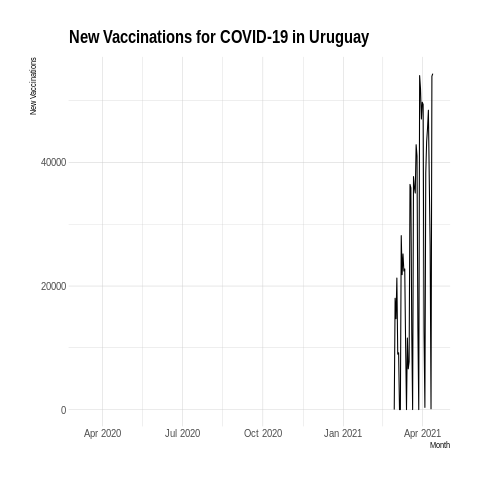 New Vaccinations for COVID-19 in Uruguay
New Vaccinations
40000
20000
0
Apr 2020
Jul 2020
Oct 2020
Jan 2021
Apr 2021
Month